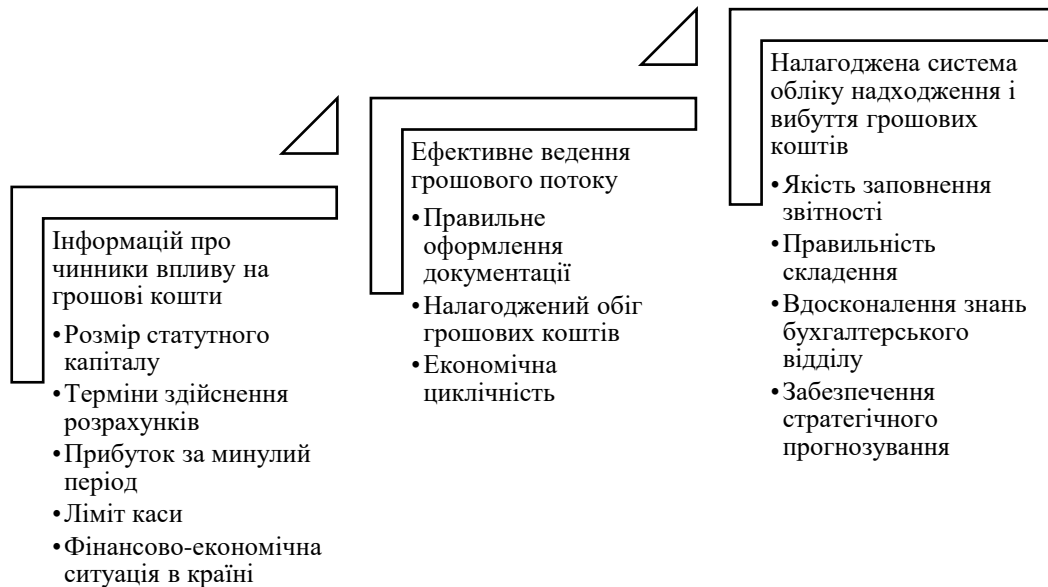 Інформацій про
чинники впливу на
грошові кошти
•Розмір статутного
капіталу
•Терміни здійснення
розрахунків
•Прибуток за минулий
період
•Ліміт каси
•Фінансово-економічна
ситуація в країні
Ефективне ведення
грошового потоку
•Правильне
оформлення
документації
•Налагоджений обіг
грошових коштів
•Економічна
циклічність
Налагоджена система
обліку надходження і
вибуття грошових
коштів
•Якість заповнення
звітності
•Правильність
складення
•Вдосконалення знань
бухгалтерського
відділу
•Забезпечення
стратегічного
прогнозування